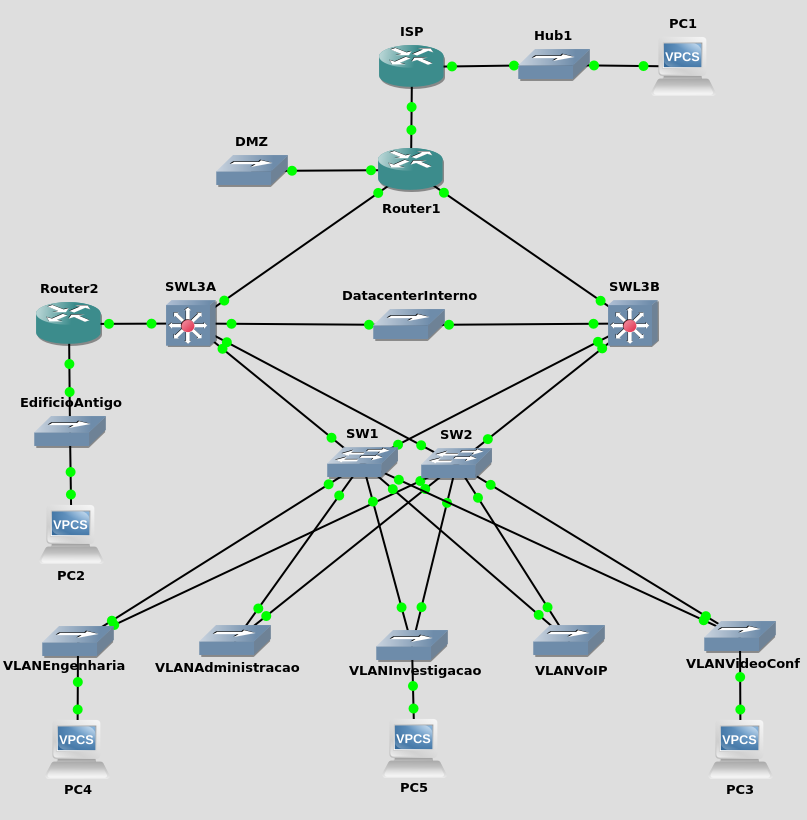 PC1
ISP
Hub1
VPCS
DMZ
Router1
Router2
SWL3A
SWL3B
DatacenterInterno
EdificioAntigo
SW1
SW2
VPCS
PC2
VLANEngenharia
VLANAdministracao
VLANInvestigacao
VLANVoIP
VLANVideoConf
VPCS
VPCS
VPCS
PC4
PC5
PC3